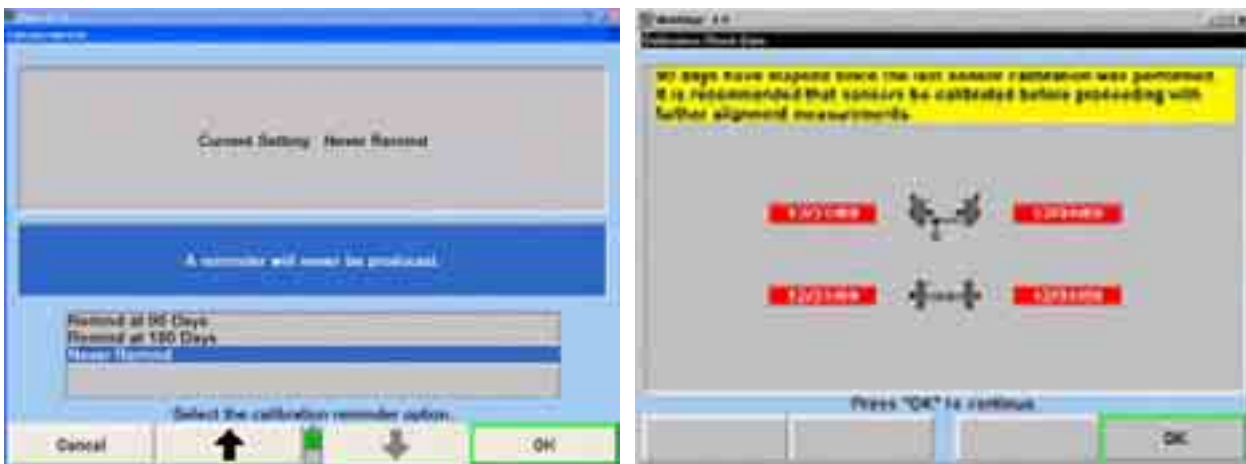 Current Setting: Never Remind
A reminder will never be produced.
Remind at 90 Days
Remind at 180 Days
Never Remind
Select the calibration reminder option.
Cancel
OK
90 days have elapsed since the last sensor calibration was performed.
It is recommended that sensors be calibrated before proceeding with
further alignment measurements.
Press "OK" to continue.
OK